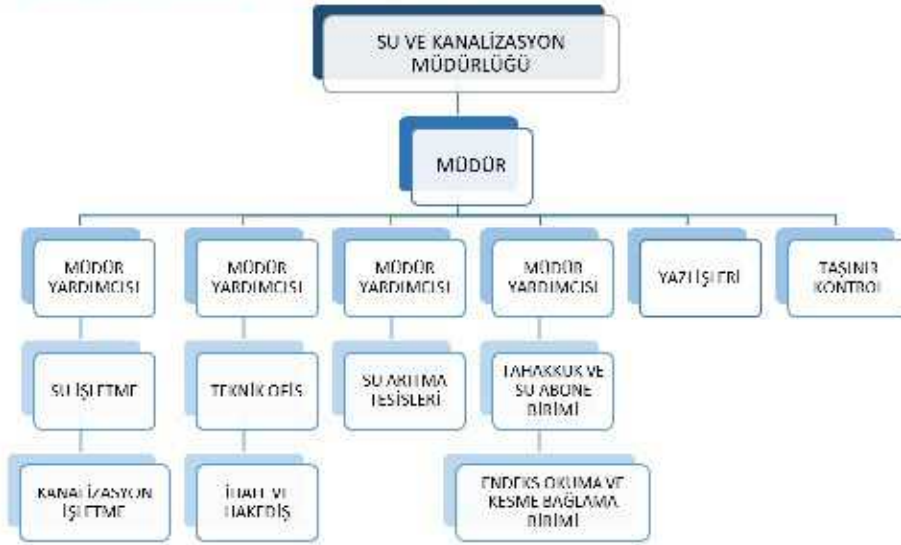 SU VE KANALİZASYON
MÜDÜRLÜĞÜ
MÜDÜR
MÜDÜR
YARDIMCISI
MÜDÜR
YARDIMCISI
MÜDÜR
YARDIMCISI
MÜDÜR
YARDIMCISI
YAZI İŞLERİ
TAŞINIR
KONTROL
SU İŞLETME
TEKNİK OFİS
SU ARITMA
TESİSLERİ
TAHAKKUK VE
SU ABONE
BİRİMİ
KANALİZASYON
İŞLETME
İHALE VE
HAKEDİŞ
ENDEKS OKUMA VE
KESME BAĞLAMA
BİRİMİ